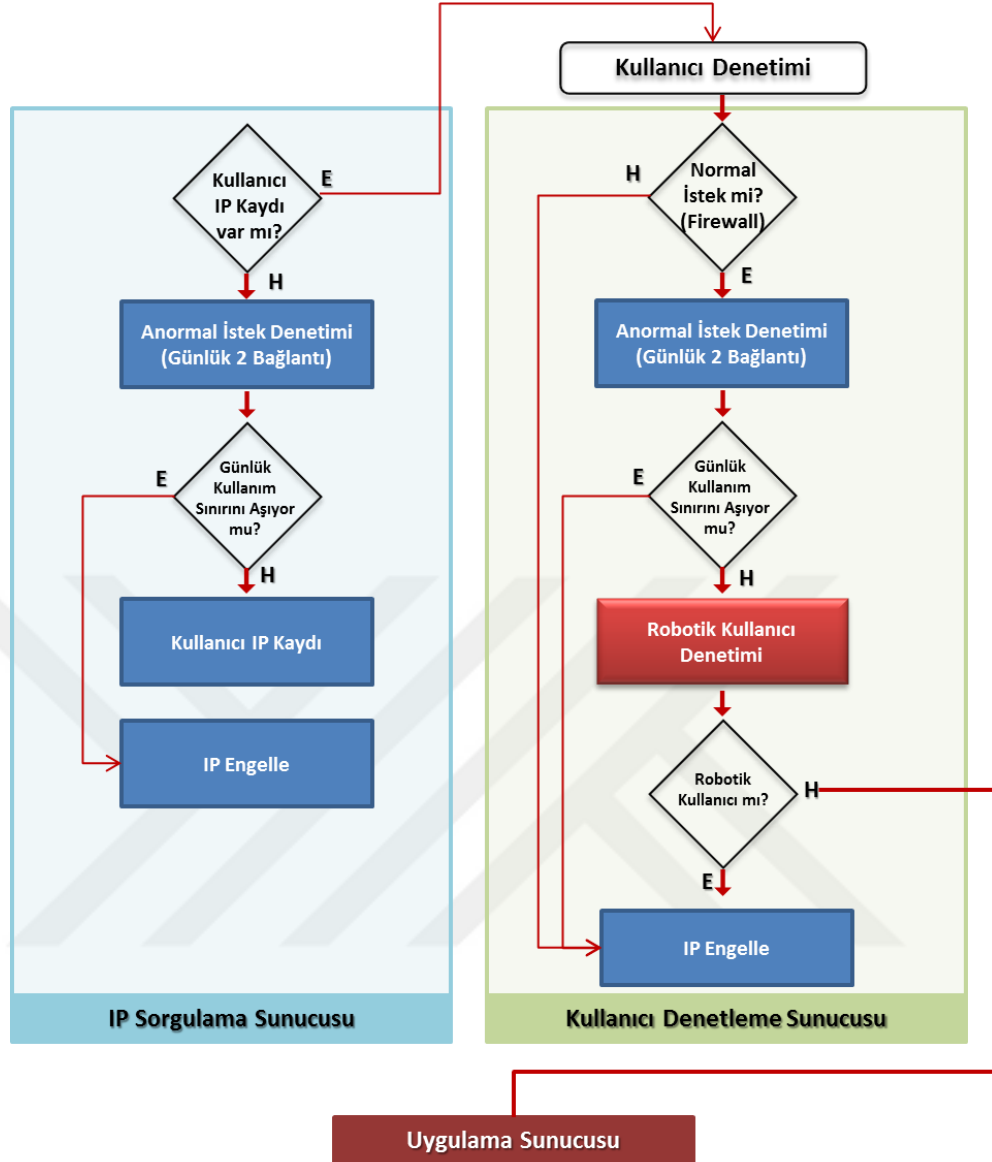 Kullanıcı Denetimi
Kullanıcı
IP Kaydı
var mı?
E
H
Anormal İstek Denetimi
(Günlük 2 Bağlantı)
Günlük
Kullanım
Sınırını Aşıyor
mu?
E
H
Kullanıcı IP Kaydı
IP Engelle
IP Sorgulama Sunucusu
Normal
İstek mi?
(Firewall)
H
E
Anormal İstek Denetimi
(Günlük 2 Bağlantı)
Günlük
Kullanım
Sınırını Aşıyor
mu?
E
H
Robotik Kullanıcı
Denetimi
Robotik
Kullanıcı mı?
H
E
IP Engelle
Kullanıcı Denetleme Sunucusu
Uygulama Sunucusu